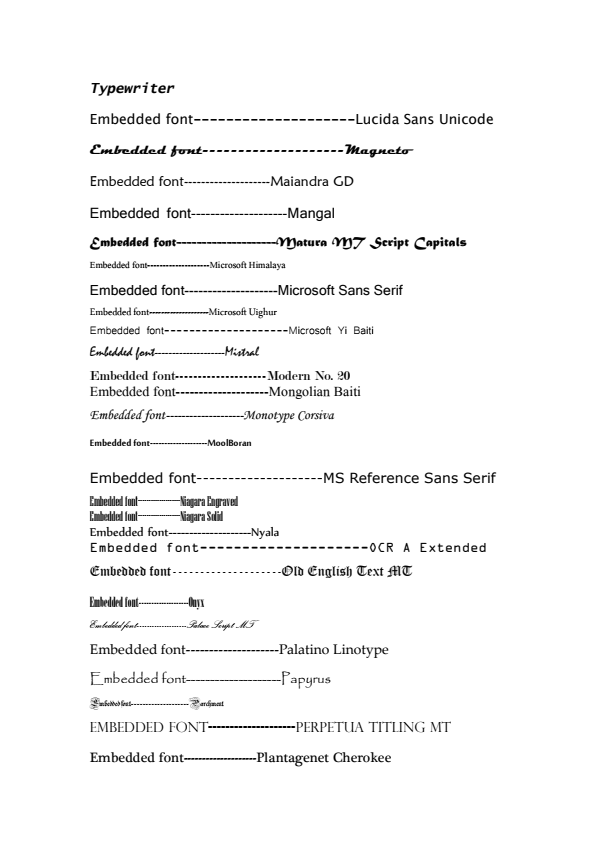 Typewriter
Embedded font--------------------Lucida Sans Unicode
Embedded font--------------------Magneto
Embedded font--------------------Maiandra GD
Embedded font--------------------Mangal
Embedded font--------------------Matura MT Script Capitals
Embedded font--------------------Microsoft Himalaya
Embedded font--------------------Microsoft Sans Serif
Embedded font--------------------Microsoft Uighur
Embedded font--------------------Microsoft Yi Baiti
Embedded font--------------------Mistral
Embedded font--------------------Modern No. 20
Embedded font--------------------Mongolian Baiti
Embedded font--------------------Monotype Corsiva
Embedded font--------------------MoolBoran
Embedded font--------------------MS Reference Sans Serif
Embedded font--------------------Niagara Engraved
Embedded font--------------------Niagara Solid
Embedded font--------------------Nyala
Embedded font--------------------OCR A Extended
Embedded font--------------------Old English Text MT
Embedded font--------------------Onyx
Embedded font--------------------Palace Script MT
Embedded font--------------------Palatino Linotype
Embedded font--------------------Papyrus
Embedded font--------------------Parchment
EMBEDDED FONT--------------------PERPETUA TITLING MT
Embedded font--------------------Plantagenet Cherokee